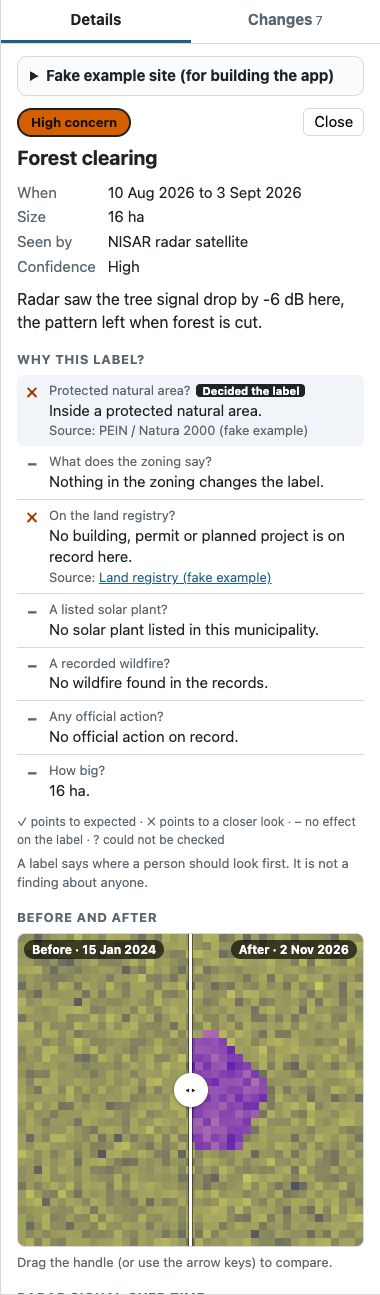 Details
Changes 7
▶ Fake example site (for building the app)
High concern
Close
Forest clearing
When 10 Aug 2026 to 3 Sept 2026
Size 16 ha
Seen by NISAR radar satellite
Confidence High
Radar saw the tree signal drop by -6 dB here,
the pattern left when forest is cut.
WHY THIS LABEL?
✕ Protected natural area? Decided the label
Inside a protected natural area.
Source: PEIN / Natura 2000 (fake example)
– What does the zoning say?
Nothing in the zoning changes the label.
✕ On the land registry?
No building, permit or planned project is on
record here.
Source: Land registry (fake example)
– A listed solar plant?
No solar plant listed in this municipality.
– A recorded wildfire?
No wildfire found in the records.
– Any official action?
No official action on record.
– How big?
16 ha.
✓ points to expected · ✕ points to a closer look · – no effect
on the label · ? could not be checked
A label says where a person should look first. It is not a
finding about anyone.
BEFORE AND AFTER
Before · 15 Jan 2024
After · 2 Nov 2026
Drag the handle (or use the arrow keys) to compare.